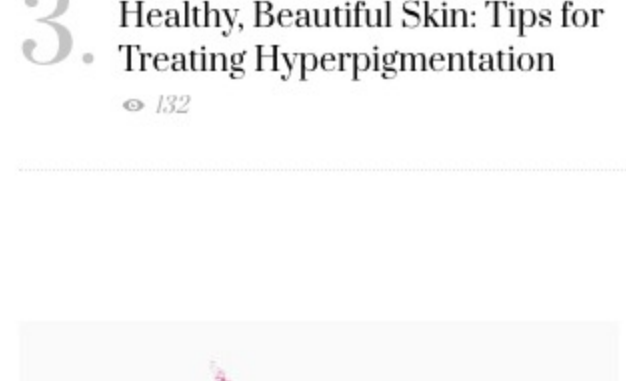 3.
Healthy, Beautiful Skin: Tips for
Treating Hyperpigmentation
132